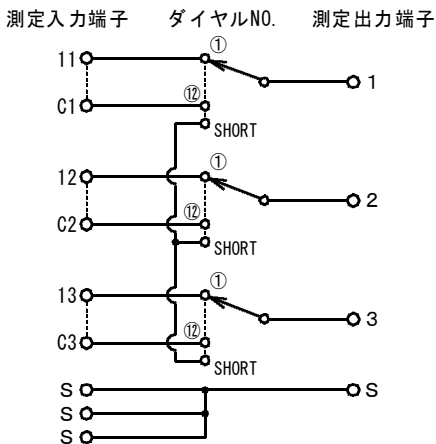 測定入力端子 ダイヤルNO. 測定出力端子
11 ① 1
C1 ⑫
SHORT
12 ① 2
C2 ⑫
SHORT
13 ① 3
C3 ⑫
SHORT
S S
S
S